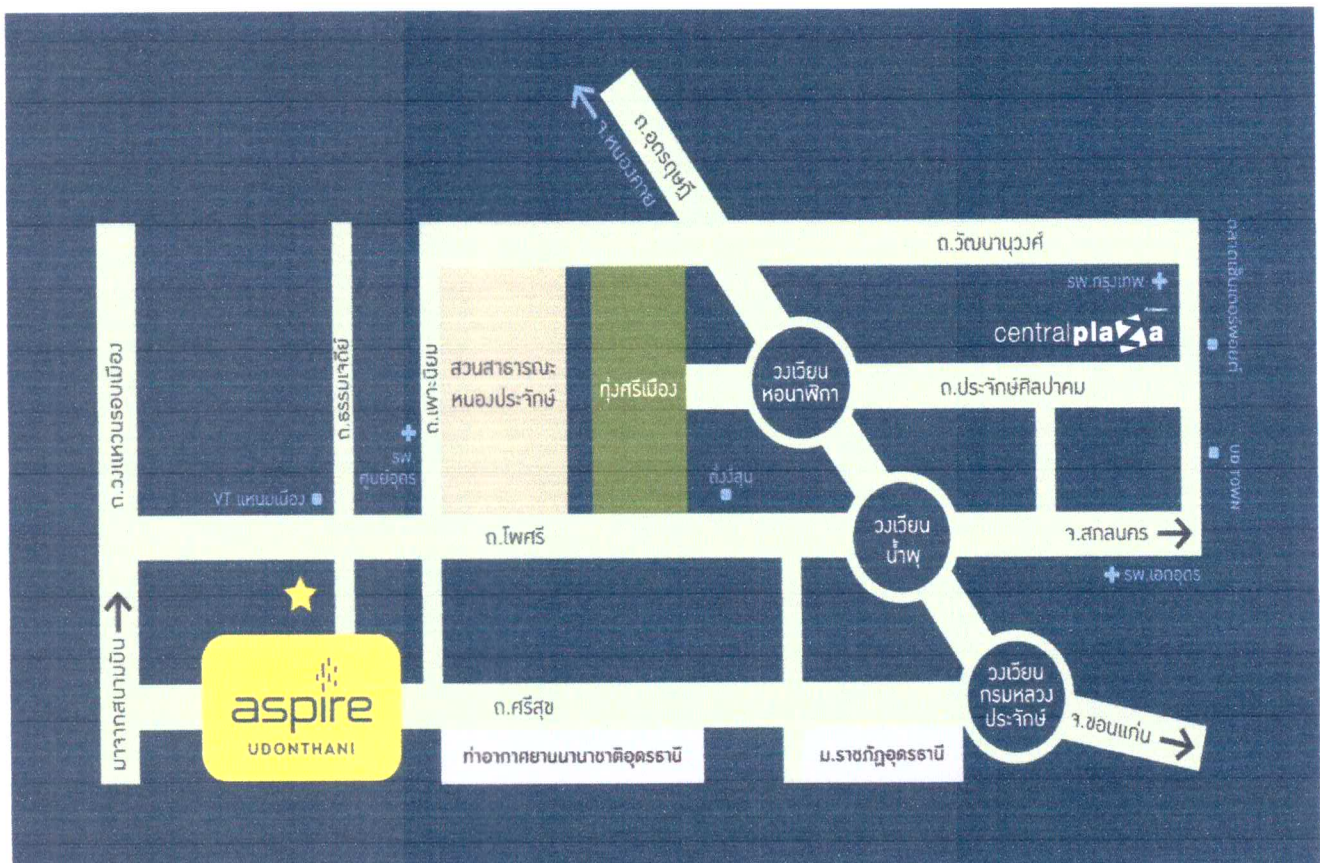 ถ.อุดรดุษฎี
จ.หนองคาย
ถ.วัฒนานุวงศ์
รพ.กรุงเทพ
centralplaza
ตลาดเซ็นเตอร์พอยท์
ถ.วงแหวนรอบเมือง
ถ.ธรรมเจดีย์
ถ.เพาะนิยม
สวนสาธารณะ
หนองประจักษ์
ทุ่งศรีเมือง
วงเวียน
หอนาฬิกา
ถ.ประจักษ์ศิลปาคม
รพ.
ศูนย์อุดร
VT แหนมเนือง
ตั้งงี่สุน
UD TOWN
ถ.โพศรี
วงเวียน
น้ำพุ
จ.สกลนคร
รพ.เอกอุดร
มาจากสนามบิน
aspire
UDONTHANI
ถ.ศรีสุข
วงเวียน
กรมหลวง
ประจักษ์
จ.ขอนแก่น
ท่าอากาศยานนานาชาติอุดรธานี
ม.ราชภัฏอุดรธานี